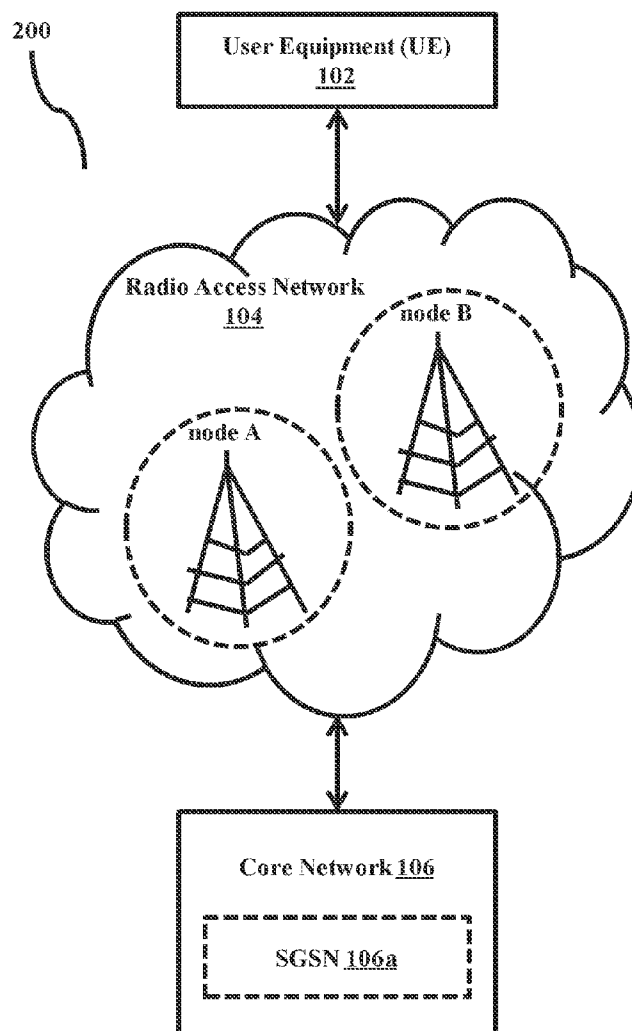 200
User Equipment (UE)
102
Radio Access Network
104
node B
node A
Core Network 106
SGSN 106a